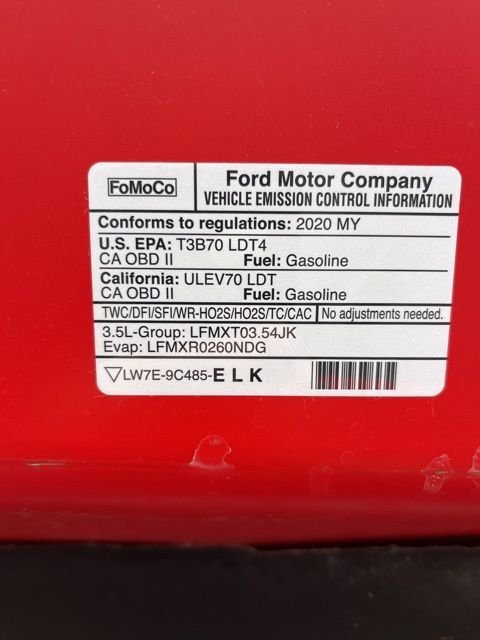 FoMoCo
Ford Motor Company
VEHICLE EMISSION CONTROL INFORMATION
Conforms to regulations: 2020 MY
U.S. EPA: T3B70 LDT4
CA OBD II Fuel: Gasoline
California: ULEV70 LDT
CA OBD II Fuel: Gasoline
TWC/DFI/SFI/WR-HO2S/HO2S/TC/CAC No adjustments needed.
3.5L-Group: LFMXT03.54JK
Evap: LFMXR0260NDG
▽LW7E-9C485-E L K